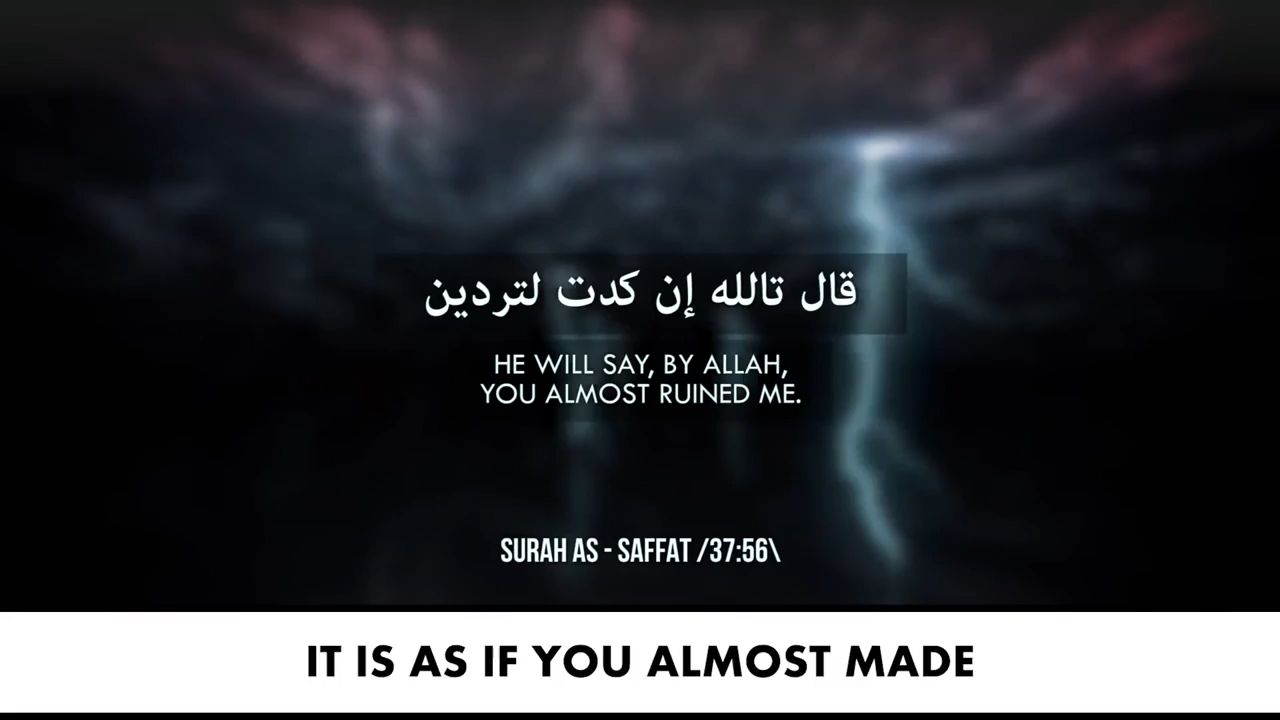 قال تالله إن كدت لتردين
HE WILL SAY, BY ALLAH,
YOU ALMOST RUINED ME.
SURAH AS - SAFFAT /37:56\
IT IS AS IF YOU ALMOST MADE